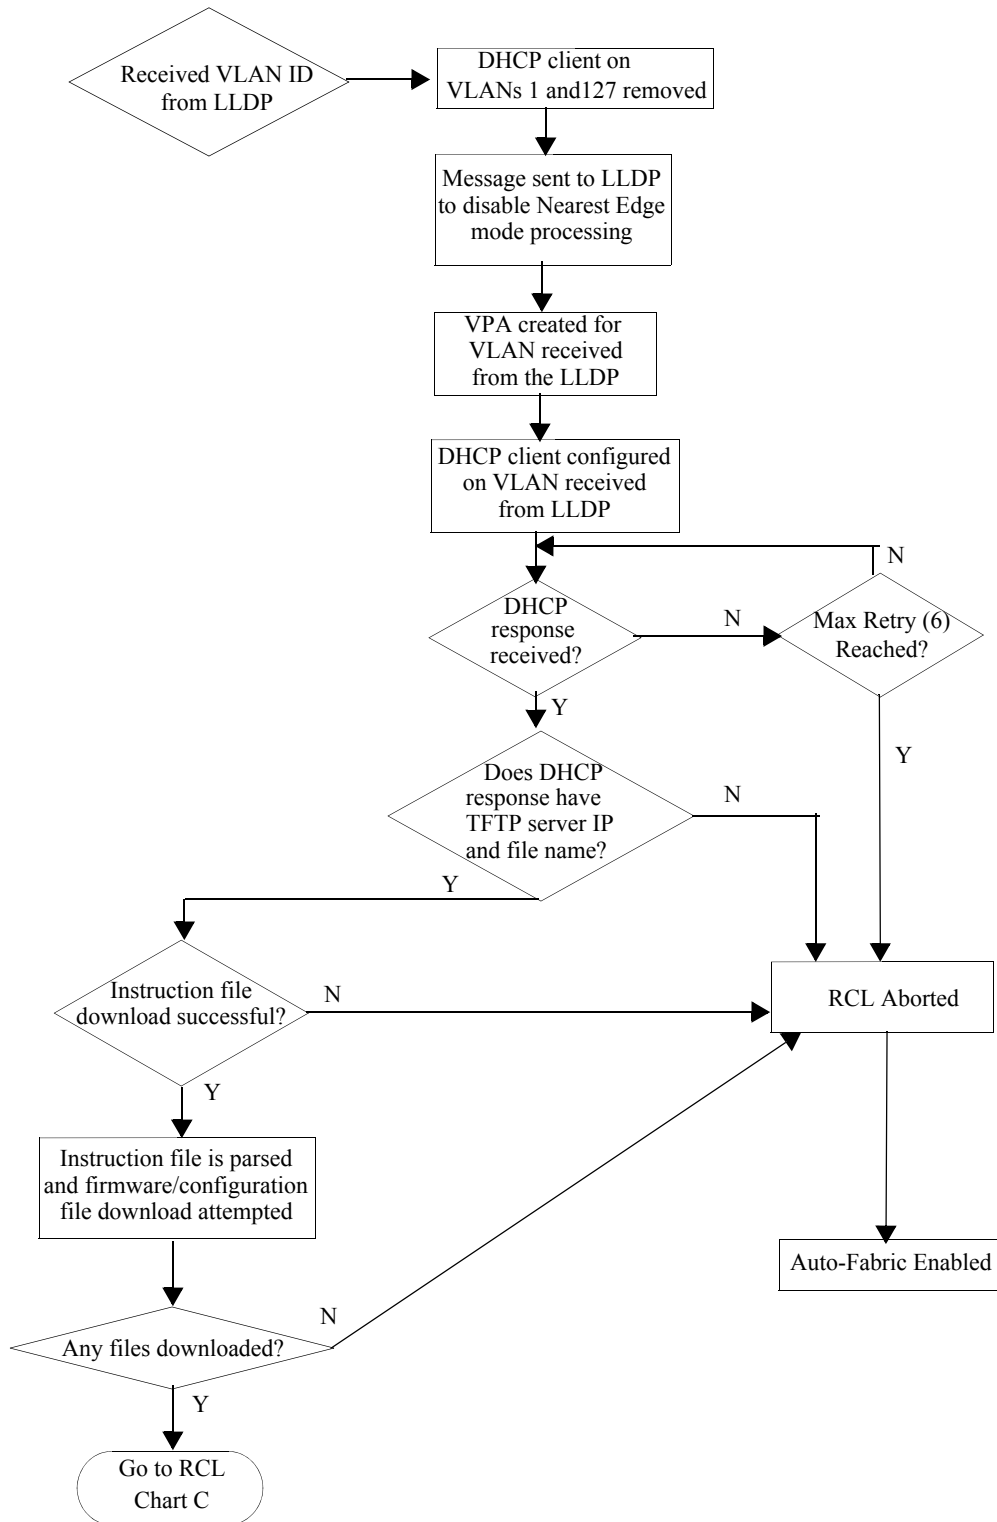 Received VLAN ID
from LLDP
DHCP client on
VLANs 1 and127 removed
Message sent to LLDP
to disable Nearest Edge
mode processing
VPA created for
VLAN received
from the LLDP
DHCP client configured
on VLAN received
from LLDP
N
DHCP
response
received?
N
Max Retry (6)
Reached?
Y
Y
Does DHCP
response have
TFTP server IP
and file name?
N
Y
Instruction file
download successful?
N
RCL Aborted
Y
Instruction file is parsed
and firmware/configuration
file download attempted
Auto-Fabric Enabled
N
Any files downloaded?
Y
Go to RCL
Chart C